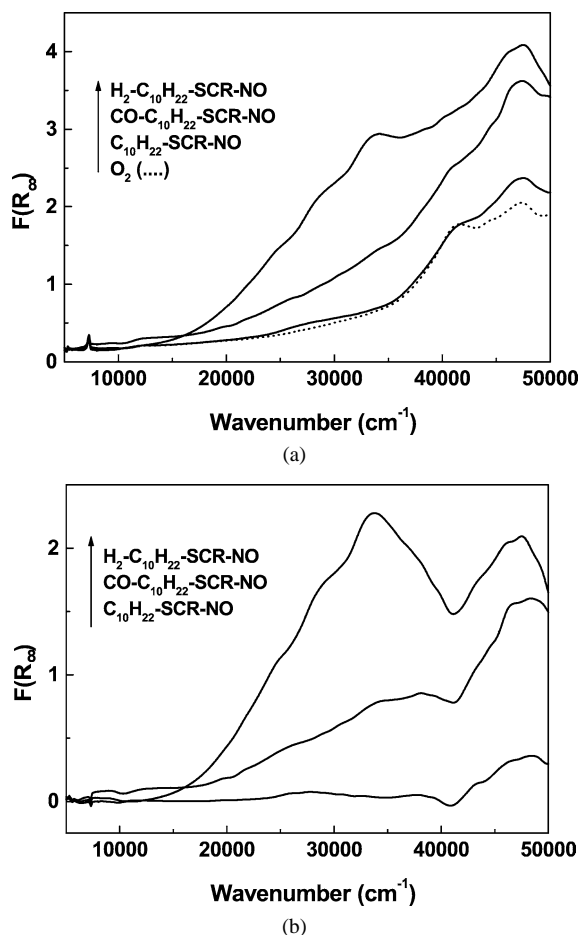 4
3
2
1
0
F(R∞)
H₂-C₁₀H₂₂-SCR-NO
CO-C₁₀H₂₂-SCR-NO
C₁₀H₂₂-SCR-NO
O₂ (....)
10000 20000 30000 40000 50000
Wavenumber (cm⁻¹)
(a)
2
1
0
F(R∞)
H₂-C₁₀H₂₂-SCR-NO
CO-C₁₀H₂₂-SCR-NO
C₁₀H₂₂-SCR-NO
10000 20000 30000 40000 50000
Wavenumber (cm⁻¹)
(b)